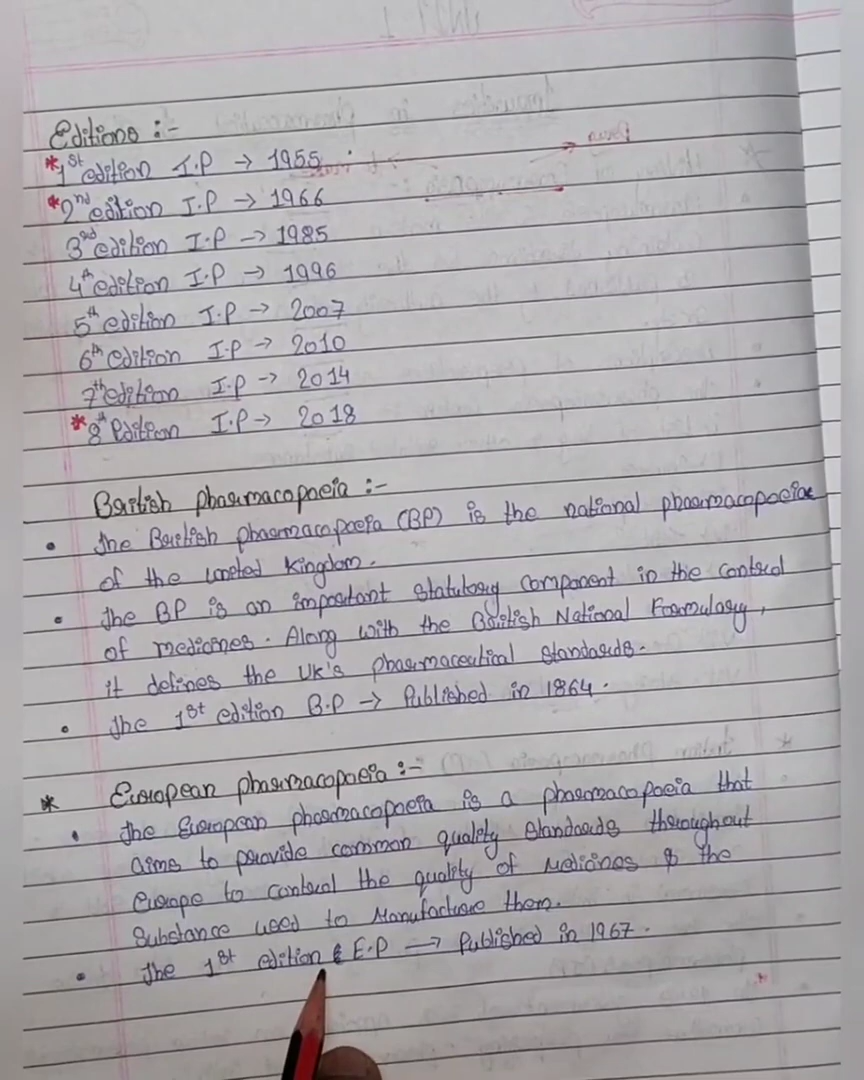 Editions :-
*1st edition I.P → 1955
*2nd edition I.P → 1966
3rd edition I.P → 1985
4th edition I.P → 1996
5th edition I.P → 2007
6th edition I.P → 2010
7th edition I.P → 2014
*8th Edition I.P → 2018
British pharmacopoeia :-
• The British pharmacopoeia (BP) is the national pharmacopoeia
of the united kingdom.
• The BP is an important statutory component in the control
of medicines. Along with the British National Formulary,
it defines the UK's pharmaceutical standards.
• The 1st edition B.P → Published in 1864.
* European pharmacopoeia :-
• The European pharmacopoeia is a pharmacopoeia that
aims to provide common quality standards throughout
Europe to control the quality of Medicines & the
Substance used to Manufacture them.
• The 1st edition E.P → Published in 1967.